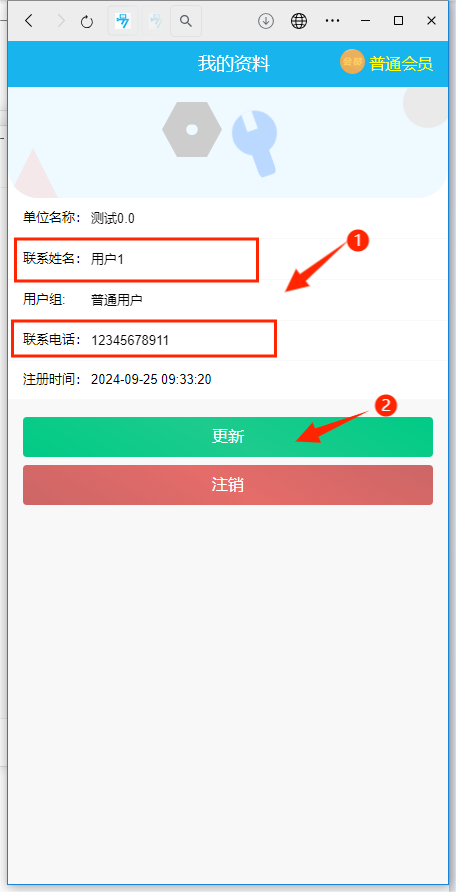 我的资料
普通会员
单位名称： 测试0.0
1
联系姓名： 用户1
用户组: 普通用户
联系电话： 12345678911
注册时间： 2024-09-25 09:33:20
2
更新
注销